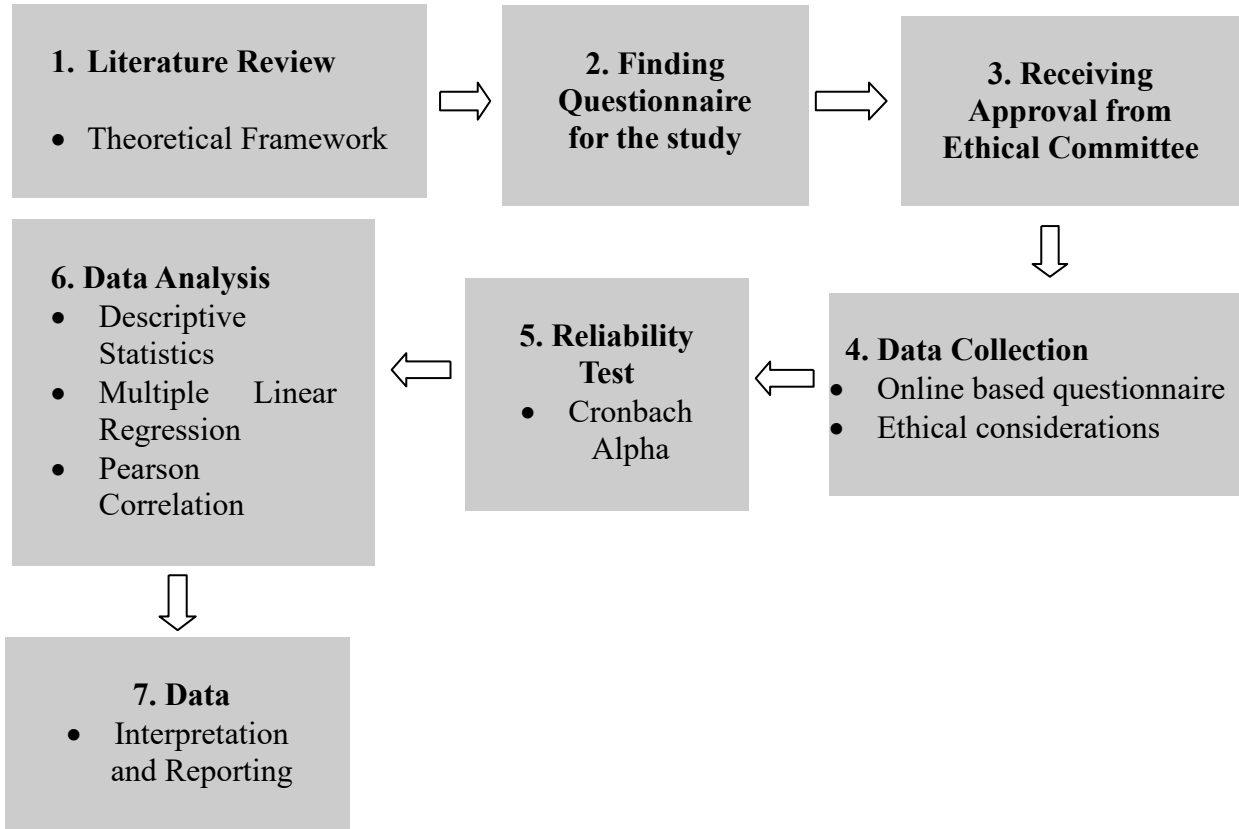 1. Literature Review
• Theoretical Framework
2. Finding
Questionnaire
for the study
3. Receiving
Approval from
Ethical Committee
4. Data Collection
• Online based questionnaire
• Ethical considerations
5. Reliability
Test
• Cronbach
Alpha
6. Data Analysis
• Descriptive
Statistics
• Multiple Linear
Regression
• Pearson
Correlation
7. Data
• Interpretation
and Reporting